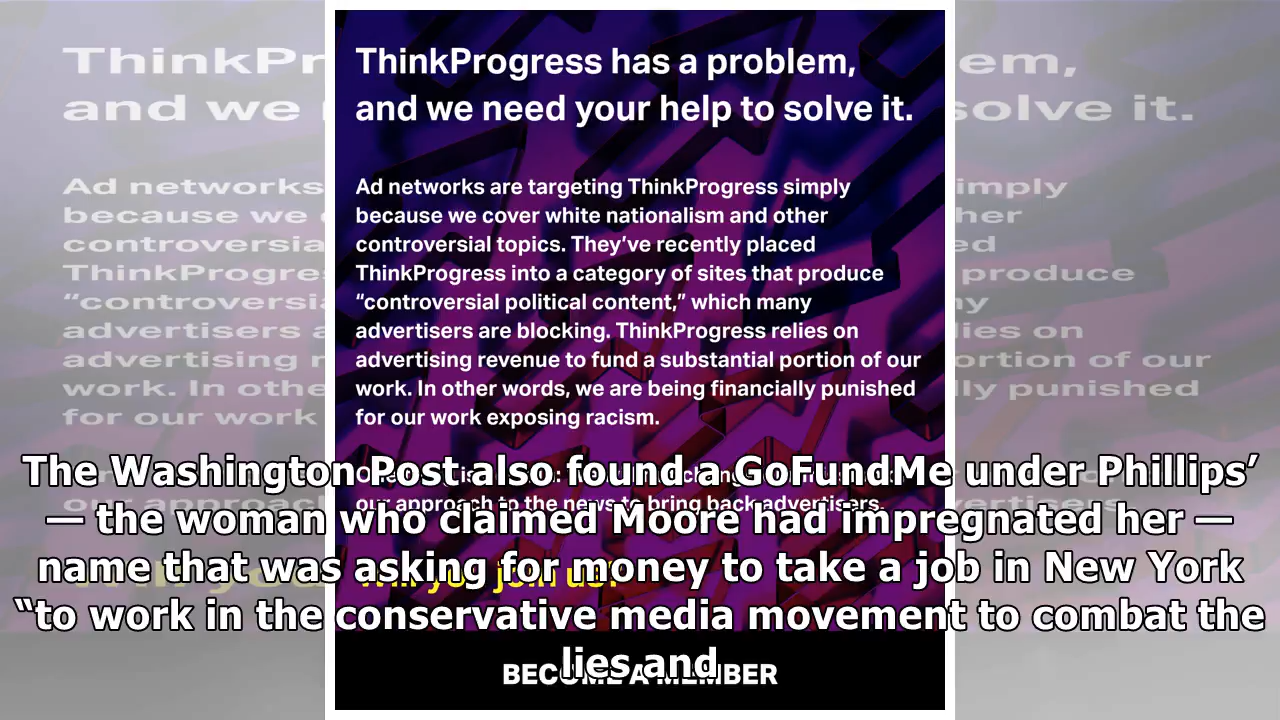 ThinkProgress has a problem,
and we need your help to solve it.
Ad networks are targeting ThinkProgress simply
because we cover white nationalism and other
controversial topics. They’ve recently placed
ThinkProgress into a category of sites that produce
“controversial political content,” which many
advertisers are blocking. ThinkProgress relies on
advertising revenue to fund a substantial portion of our
work. In other words, we are being financially punished
for our work exposing racism.
our approach to the news to bring back advertisers.
Will you join us?
The Washington Post also found a GoFundMe under Phillips’
— the woman who claimed Moore had impregnated her —
name that was asking for money to take a job in New York
“to work in the conservative media movement to combat the
lies and
BECOME A MEMBER